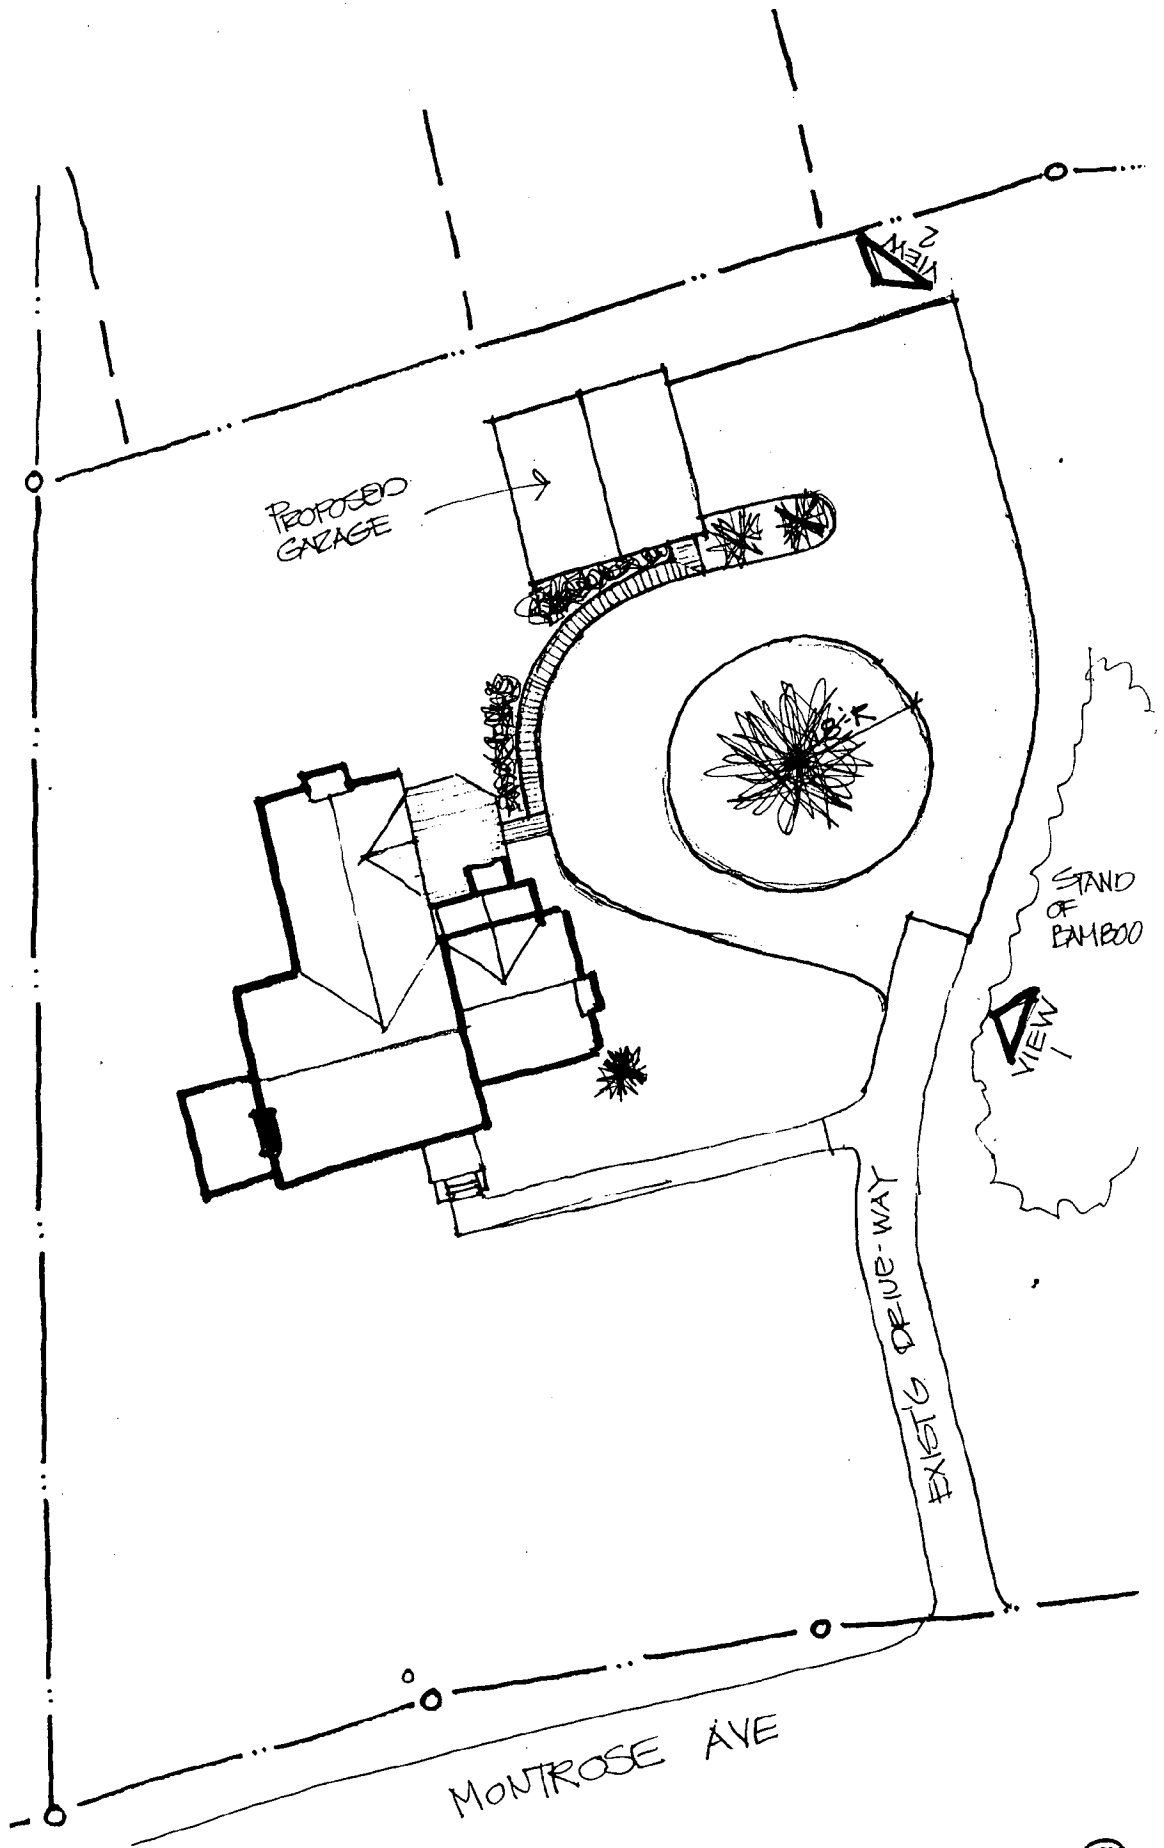 VIEW
2
PROPOSED
GARAGE
STAND
OF
BAMBOO
VIEW
1
EXIST'G DRIVE-WAY
MONTROSE AVE